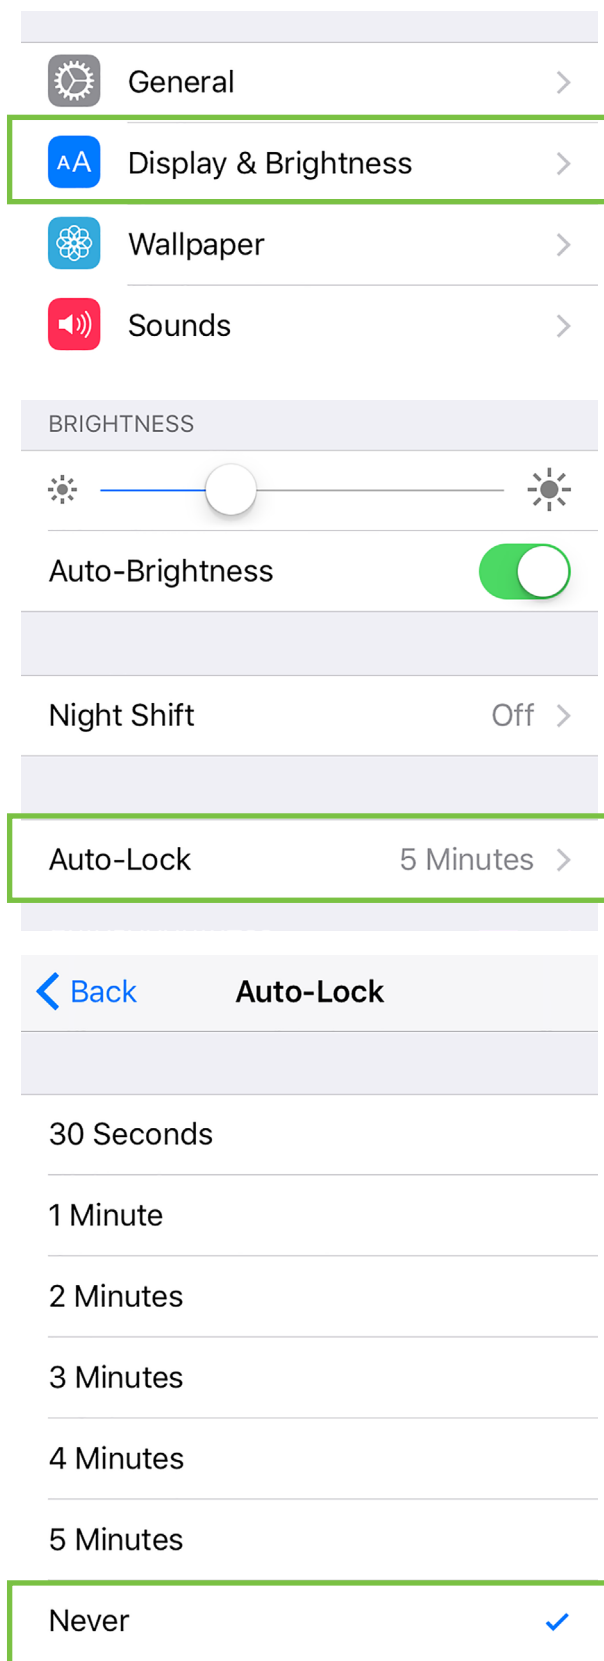 General
AA Display & Brightness
Wallpaper
Sounds
BRIGHTNESS
Auto-Brightness
Night Shift Off
Auto-Lock 5 Minutes
Back Auto-Lock
30 Seconds
1 Minute
2 Minutes
3 Minutes
4 Minutes
5 Minutes
Never